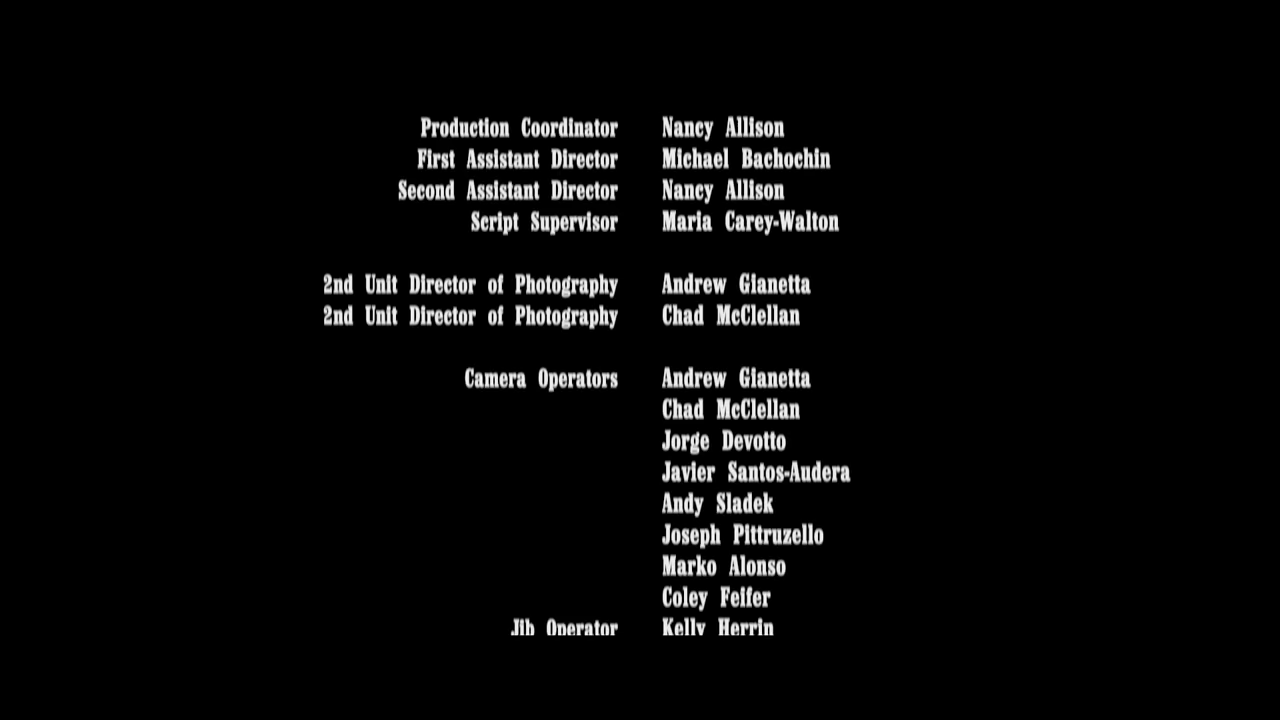 Production Coordinator Nancy Allison
First Assistant Director Michael Bachochin
Second Assistant Director Nancy Allison
Script Supervisor Maria Carey-Walton
2nd Unit Director of Photography Andrew Gianetta
2nd Unit Director of Photography Chad McClellan
Camera Operators Andrew Gianetta
Chad McClellan
Jorge Devotto
Javier Santos-Audera
Andy Sladek
Joseph Pittruzello
Marko Alonso
Coley Feifer
Jib Operator Kelly Herrin